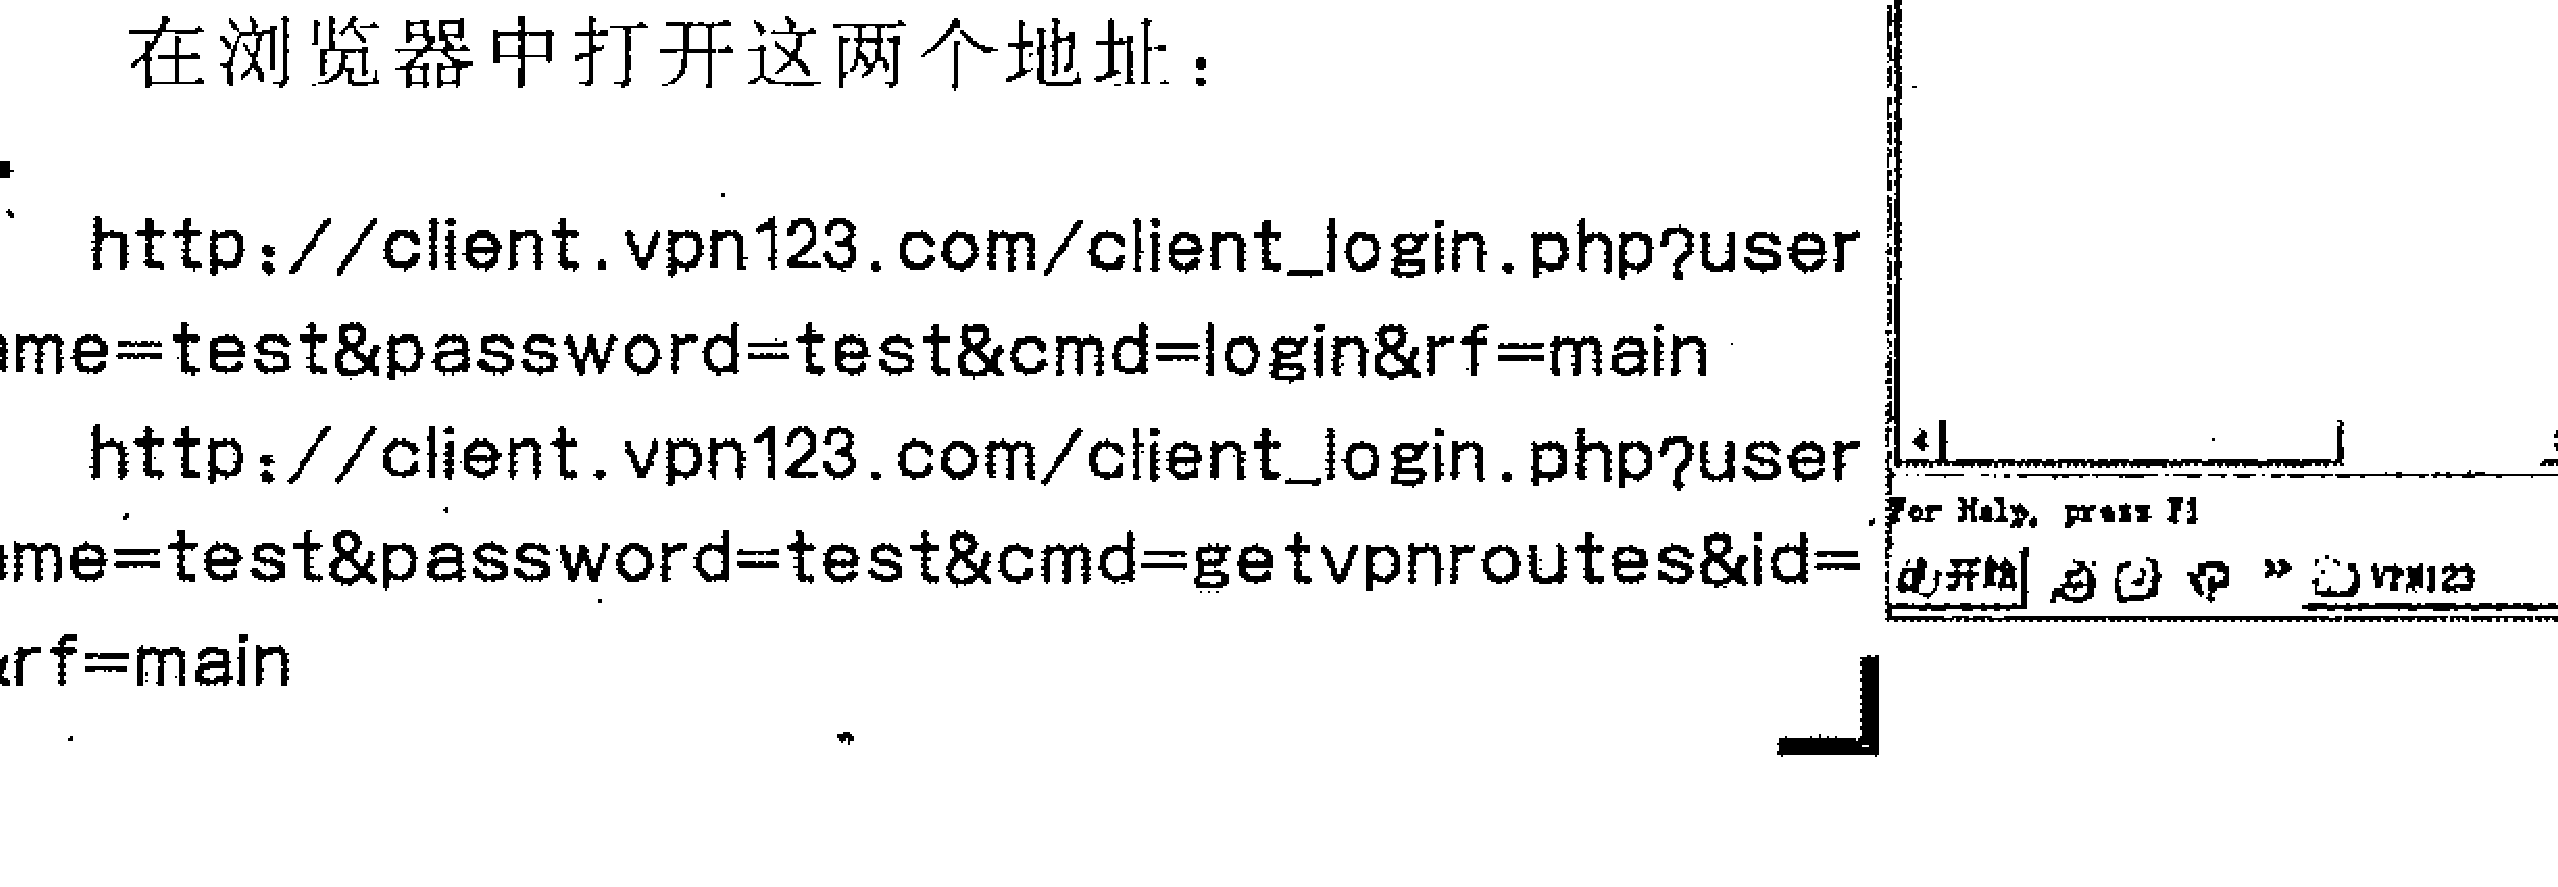 在浏览器中打开这两个地址：
http://client.vpn123.com/client_login.php?user
ame=test&password=test&cmd=login&rf=main
http://client.vpn123.com/client_login.php?user
ame=test&password=test&cmd=getvpnroutes&id=
&rf=main
For Help, press F1
开始 » VPN123